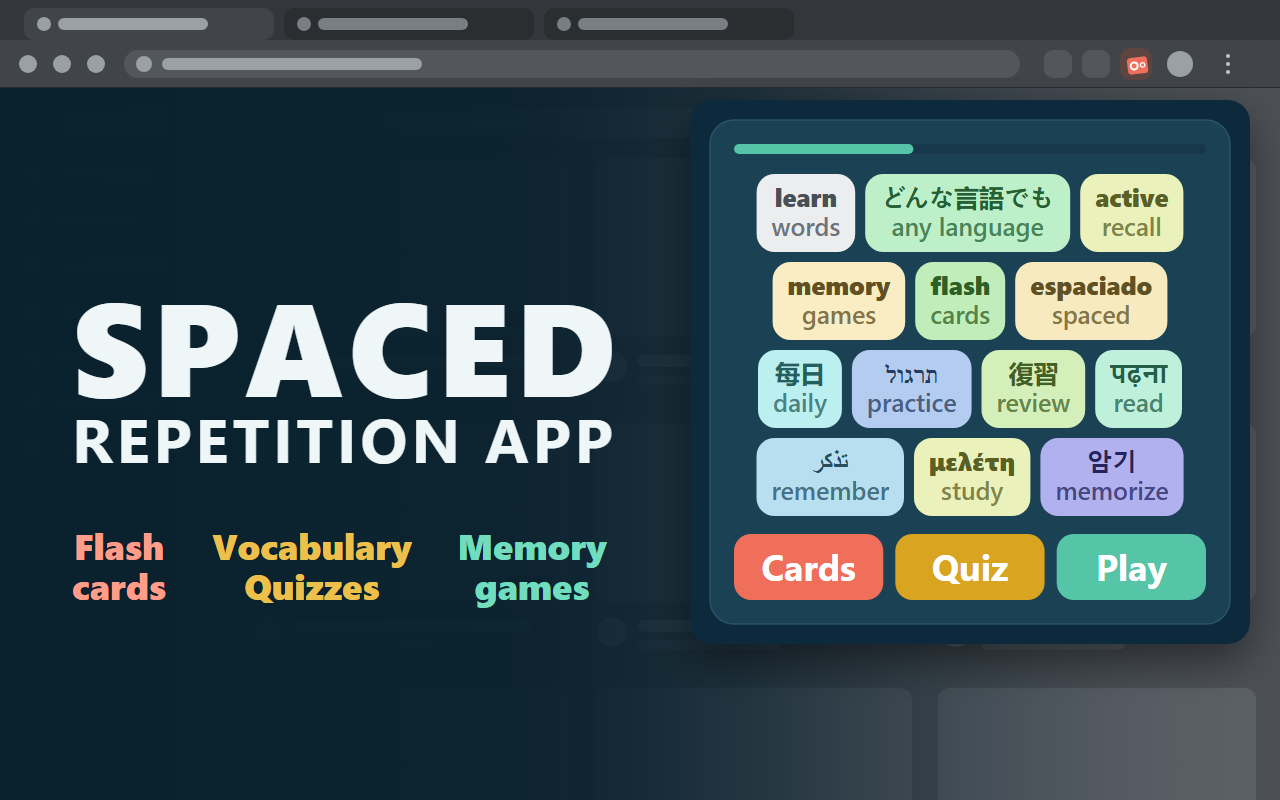 SPACED
REPETITION APP
Flash
cards
Vocabulary
Quizzes
Memory
games
learn
words
どんな言語でも
any language
active
recall
memory
games
flash
cards
espaciado
spaced
毎日
daily
תרגול
practice
復習
review
पढ़ना
read
تذكر
remember
μελέτη
study
암기
memorize
Cards
Quiz
Play